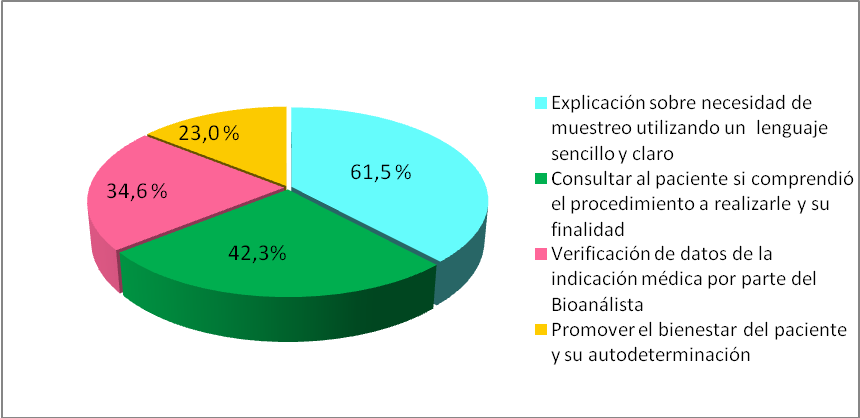 23,0 %
61,5 %
34,6 %
42,3%
Explicación sobre necesidad de
muestreo utilizando un lenguaje
sencillo y claro
Consultar al paciente si comprendió
el procedimiento a realizarle y su
finalidad
Verificación de datos de la
indicación médica por parte del
Bioanálista
Promover el bienestar del paciente
y su autodeterminación